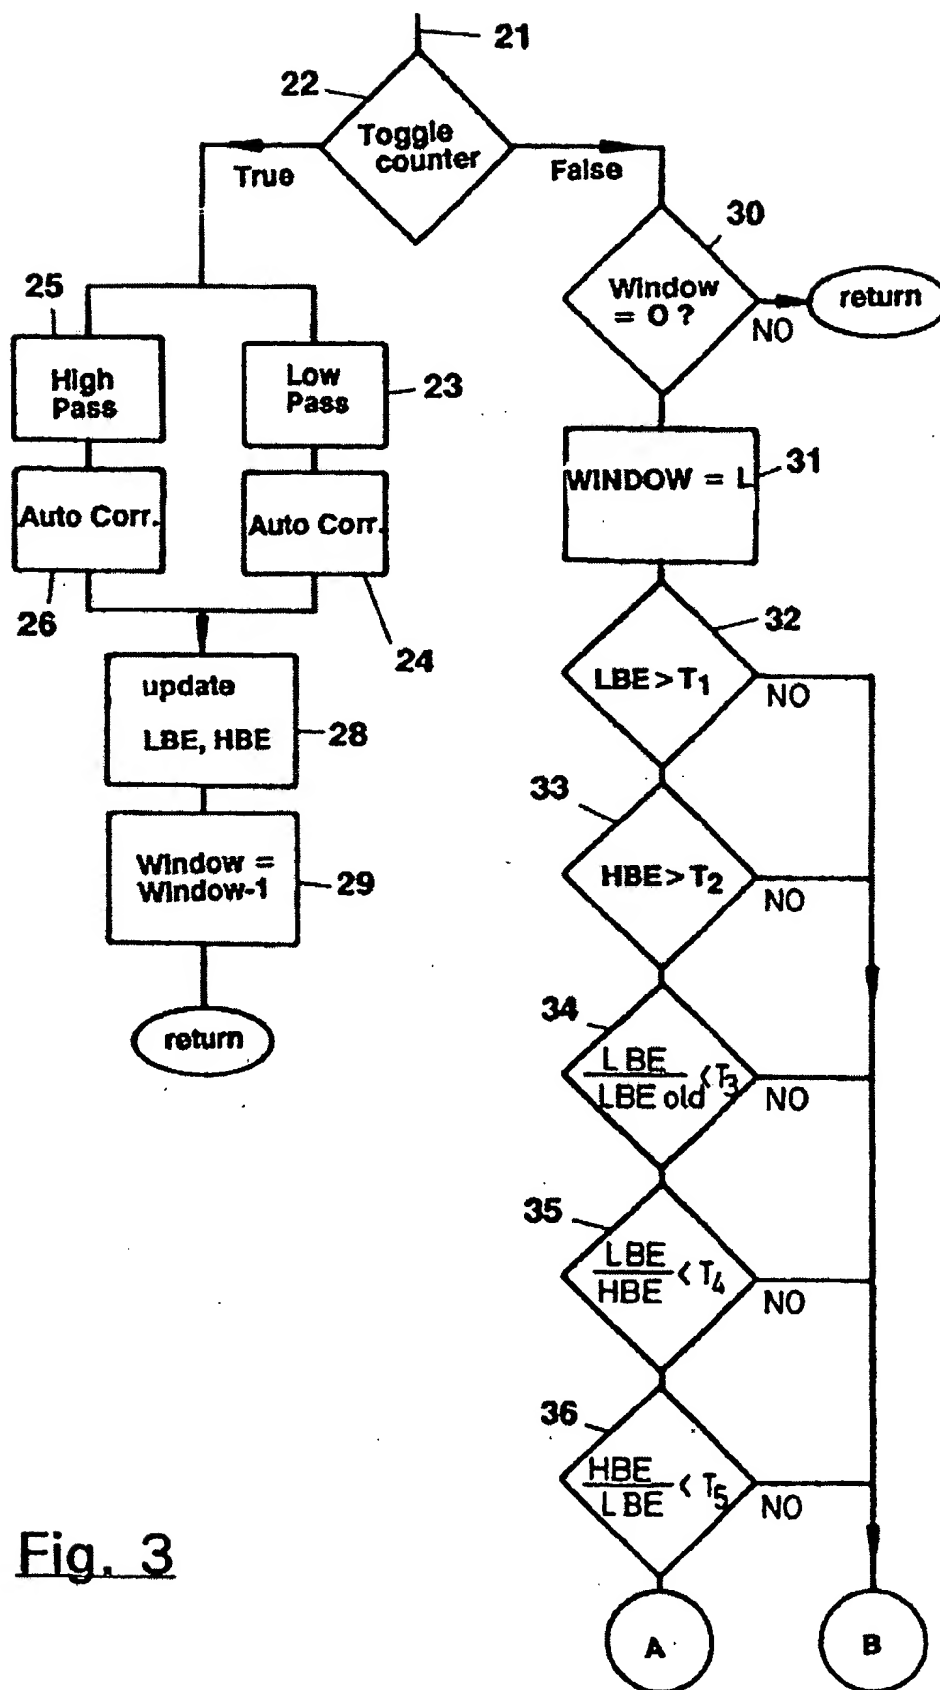 21
22
Toggle
counter
True
False
30
Window
= 0 ?
NO
return
25
High
Pass
Low
Pass
23
WINDOW = L
31
Auto Corr.
Auto Corr.
26
24
32
LBE > T1
NO
update
LBE, HBE
28
33
HBE > T2
NO
Window =
Window-1
29
return
34
LBE
LBE old
< T3
NO
35
LBE
HBE
< T4
NO
36
HBE
LBE
< T5
NO
Fig. 3
A
B